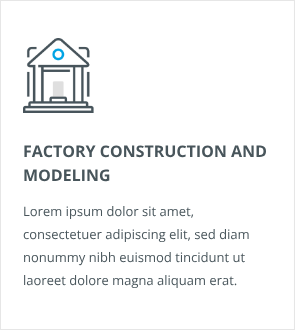 FACTORY CONSTRUCTION AND
MODELING
Lorem ipsum dolor sit amet,
consectetuer adipiscing elit, sed diam
nonummy nibh euismod tincidunt ut
laoreet dolore magna aliquam erat.